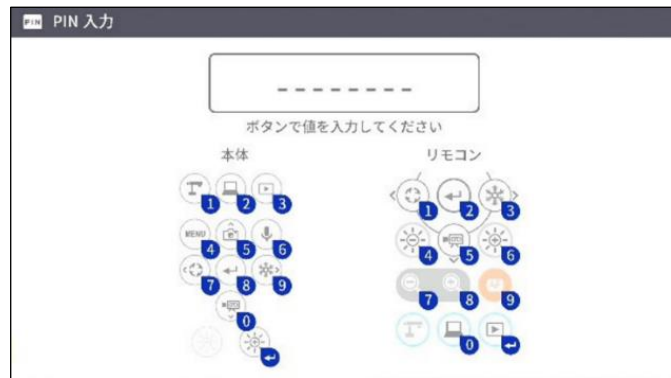 PIN PIN 入力
--------
ボタンで値を入力してください
本体
リモコン
1 2 3
1 2 3
MENU
4 5 6
4 5 6
7 8 9
7 8 9
0
0